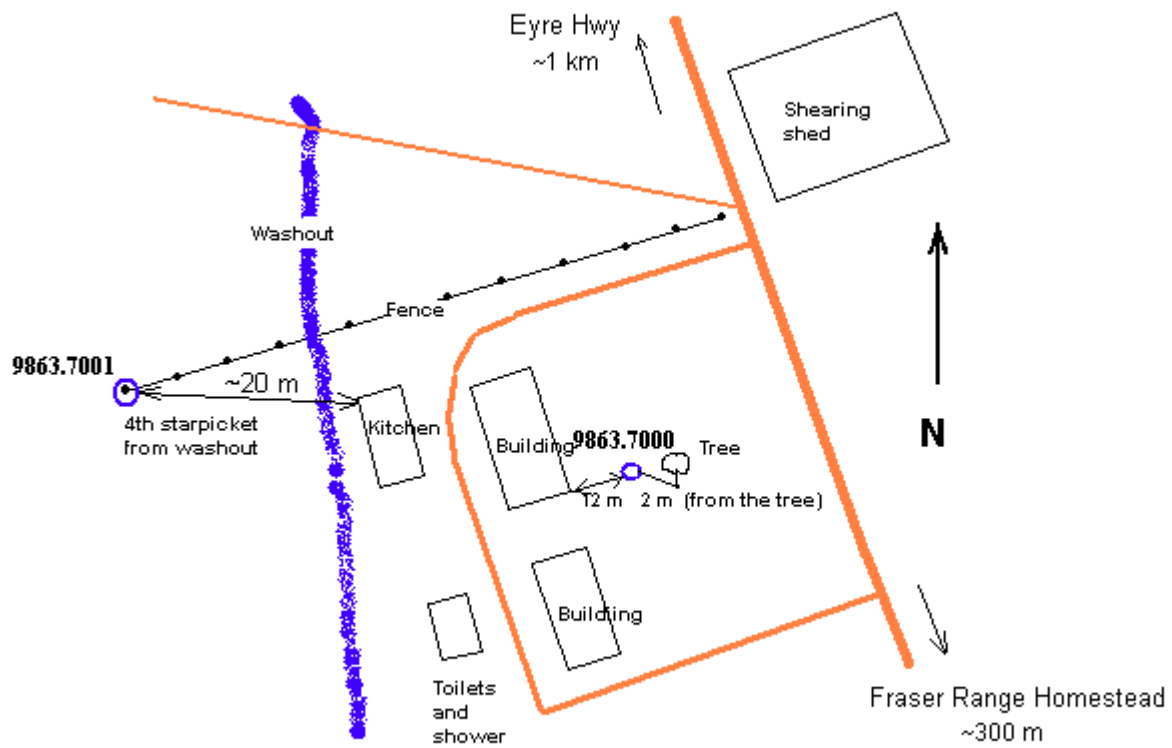 Eyre Hwy
~1 km
Shearing
shed
Washout
Fence
9863.7001
~20 m
4th starpicket
from washout
Kitchen
Building
9863.7000
Tree
12 m
2 m (from the tree)
N
Building
Toilets
and
shower
Fraser Range Homestead
~300 m